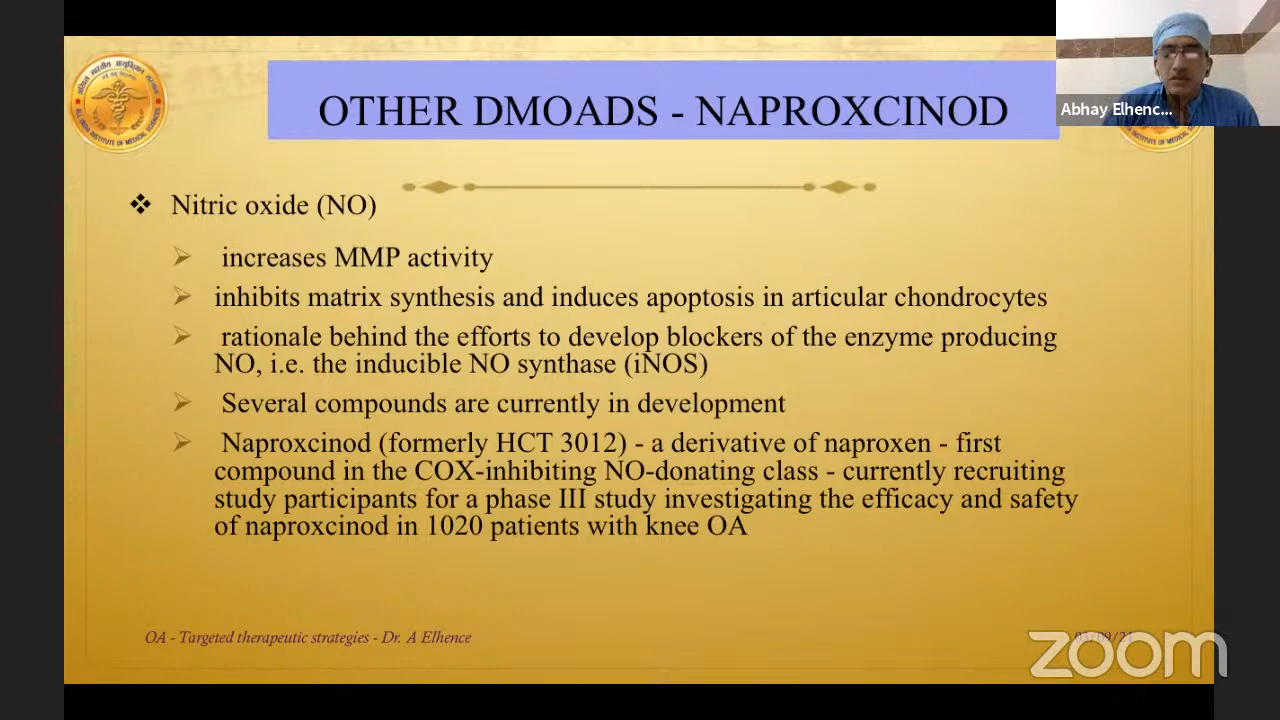 OTHER DMOADS - NAPROXCINOD
Abhay Elhenc...
❖ Nitric oxide (NO)
➢ increases MMP activity
➢ inhibits matrix synthesis and induces apoptosis in articular chondrocytes
➢ rationale behind the efforts to develop blockers of the enzyme producing
NO, i.e. the inducible NO synthase (iNOS)
➢ Several compounds are currently in development
➢ Naproxcinod (formerly HCT 3012) - a derivative of naproxen - first
compound in the COX-inhibiting NO-donating class - currently recruiting
study participants for a phase III study investigating the efficacy and safety
of naproxcinod in 1020 patients with knee OA
OA - Targeted therapeutic strategies - Dr. A Elhence
zoom